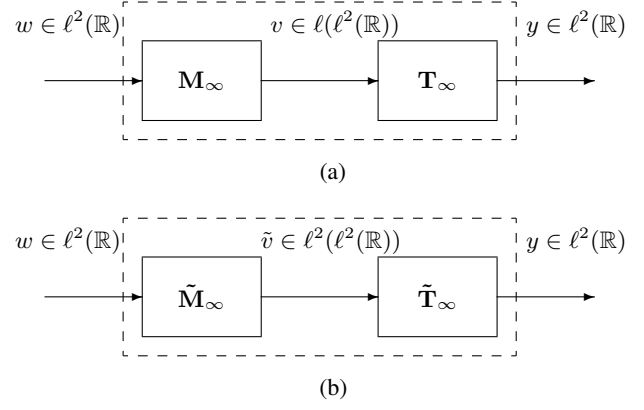 w ∈ ℓ²(ℝ) v ∈ ℓ(ℓ²(ℝ)) y ∈ ℓ²(ℝ)
M∞ T∞
(a)
w ∈ ℓ²(ℝ) ṽ ∈ ℓ²(ℓ²(ℝ)) y ∈ ℓ²(ℝ)
M̃∞ T̃∞
(b)